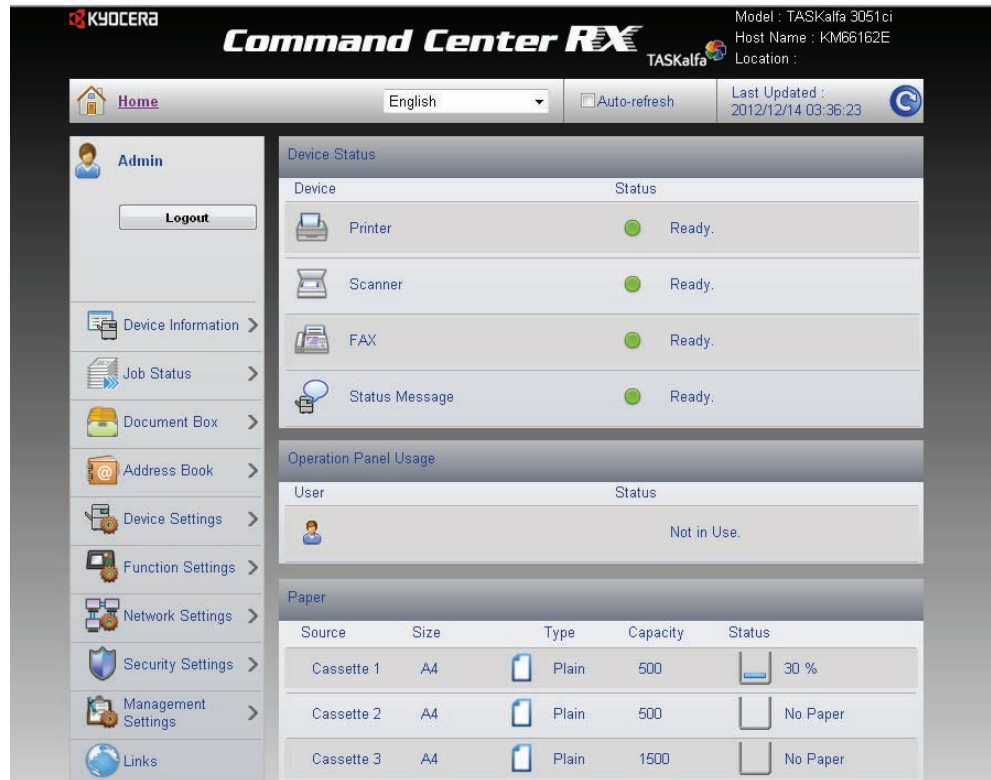 KYOCERA
Command Center RX
TASKalfa
Model : TASKalfa 3051ci
Host Name : KM66162E
Location :
Home
English
Auto-refresh
Last Updated :
2012/12/14 03:36:23
Admin
Logout
Device Information
Job Status
Document Box
Address Book
Device Settings
Function Settings
Network Settings
Security Settings
Management
Settings
Links
Device Status
Device Status
Printer Ready.
Scanner Ready.
FAX Ready.
Status Message Ready.
Operation Panel Usage
User Status
Not in Use.
Paper
Source Size Type Capacity Status
Cassette 1 A4 Plain 500 30 %
Cassette 2 A4 Plain 500 No Paper
Cassette 3 A4 Plain 1500 No Paper